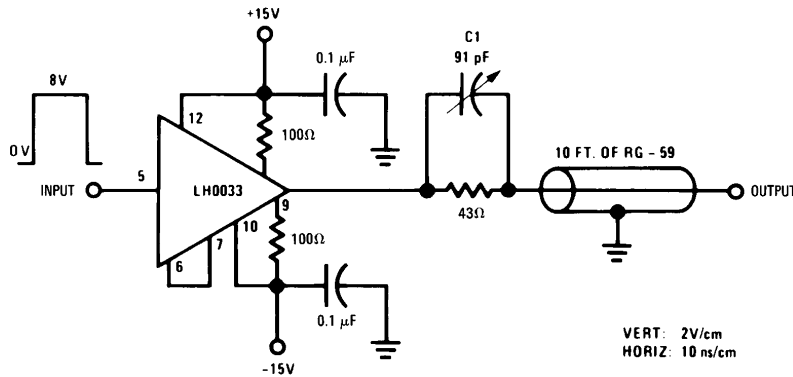 +15V
C1
91 pF
0.1 μF
8V
12
0V
100Ω
10 FT. OF RG - 59
5
INPUT
LH0033
OUTPUT
9
43Ω
10
7
6
100Ω
0.1 μF
-15V
VERT: 2V/cm
HORIZ: 10 ns/cm